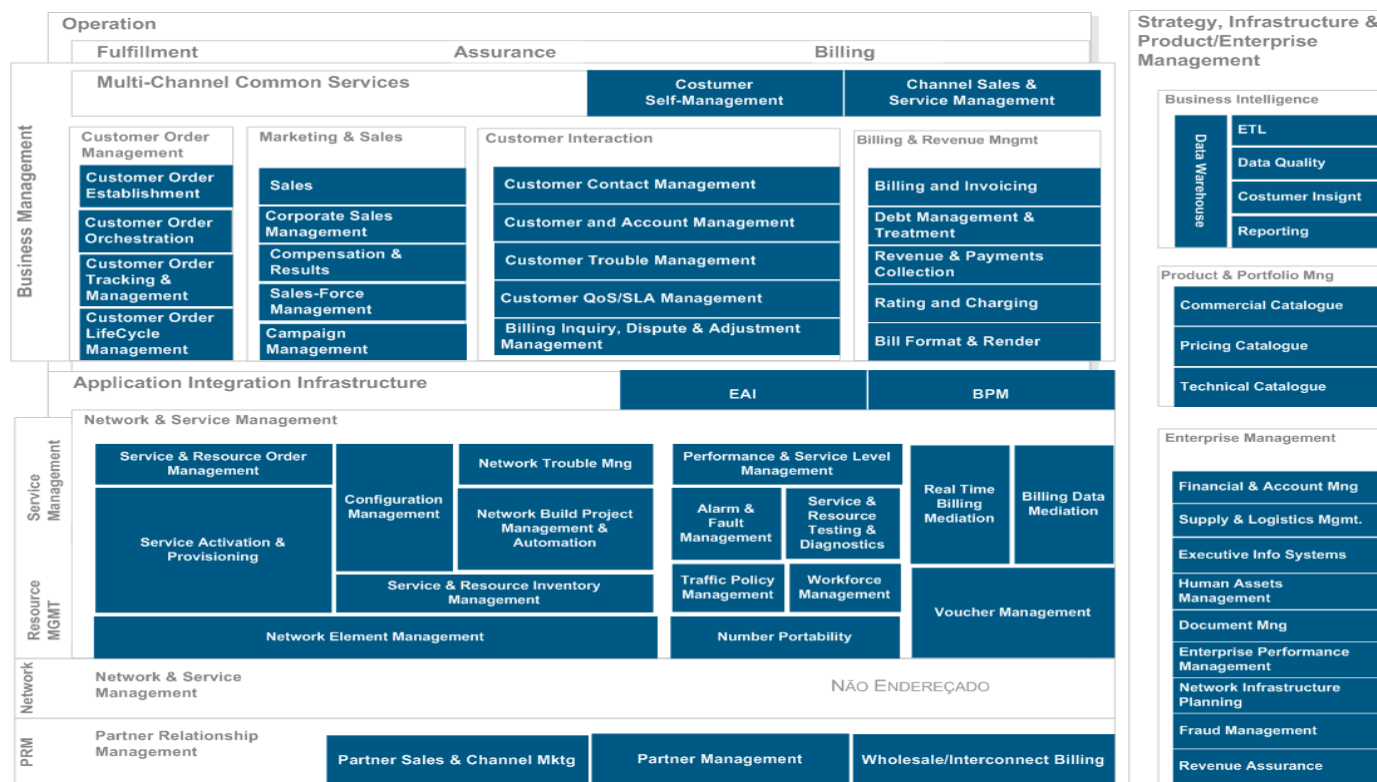 Operation
Fulfillment
Assurance
Billing
Multi-Channel Common Services
Costumer
Self-Management
Channel Sales &
Service Management
Business Management
Customer Order
Management
Customer Order
Establishment
Customer Order
Orchestration
Customer Order
Tracking &
Management
Customer Order
LifeCycle
Management
Marketing & Sales
Sales
Corporate Sales
Management
Compensation &
Results
Sales-Force
Management
Campaign
Management
Customer Interaction
Customer Contact Management
Customer and Account Management
Customer Trouble Management
Customer QoS/SLA Management
Billing Inquiry, Dispute & Adjustment
Management
Billing & Revenue Mngmt
Billing and Invoicing
Debt Management &
Treatment
Revenue & Payments
Collection
Rating and Charging
Bill Format & Render
Application Integration Infrastructure
EAI
BPM
Network & Service Management
Service
Management
Resource
MGMT
Service & Resource Order
Management
Service Activation &
Provisioning
Configuration
Management
Network Trouble Mng
Network Build Project
Management &
Automation
Service & Resource Inventory
Management
Network Element Management
Performance & Service Level
Management
Alarm &
Fault
Management
Service &
Resource
Testing &
Diagnostics
Traffic Policy
Management
Workforce
Management
Number Portability
Real Time
Billing
Mediation
Billing Data
Mediation
Voucher Management
Network
Network & Service
Management
NÃO ENDEREÇADO
PRM
Partner Relationship
Management
Partner Sales & Channel Mktg
Partner Management
Wholesale/Interconnect Billing
Strategy, Infrastructure &
Product/Enterprise
Management
Business Intelligence
Data Warehouse
ETL
Data Quality
Costumer Insignt
Reporting
Product & Portfolio Mng
Commercial Catalogue
Pricing Catalogue
Technical Catalogue
Enterprise Management
Financial & Account Mng
Supply & Logistics Mgmt.
Executive Info Systems
Human Assets
Management
Document Mng
Enterprise Performance
Management
Network Infrastructure
Planning
Fraud Management
Revenue Assurance